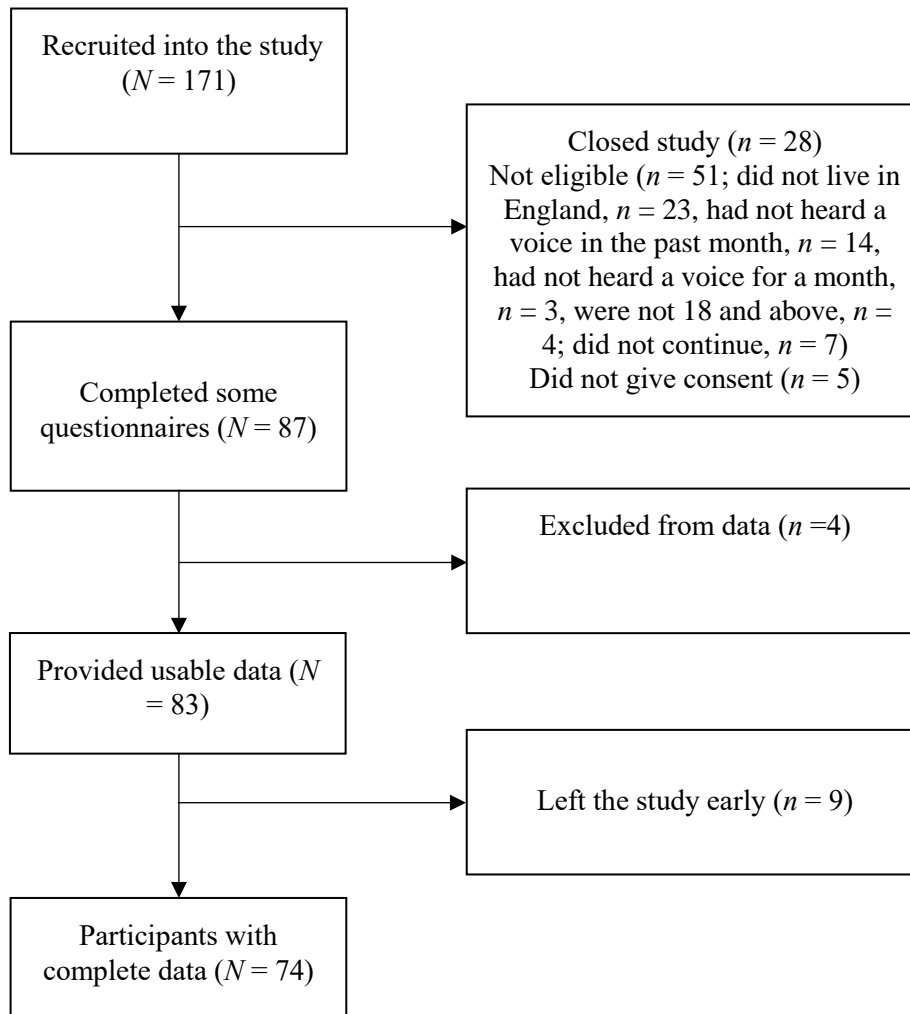 Recruited into the study
(N = 171)
Closed study (n = 28)
Not eligible (n = 51; did not live in
England, n = 23, had not heard a
voice in the past month, n = 14,
had not heard a voice for a month,
n = 3, were not 18 and above, n =
4; did not continue, n = 7)
Did not give consent (n = 5)
Completed some
questionnaires (N = 87)
Excluded from data (n =4)
Provided usable data (N
= 83)
Left the study early (n = 9)
Participants with
complete data (N = 74)